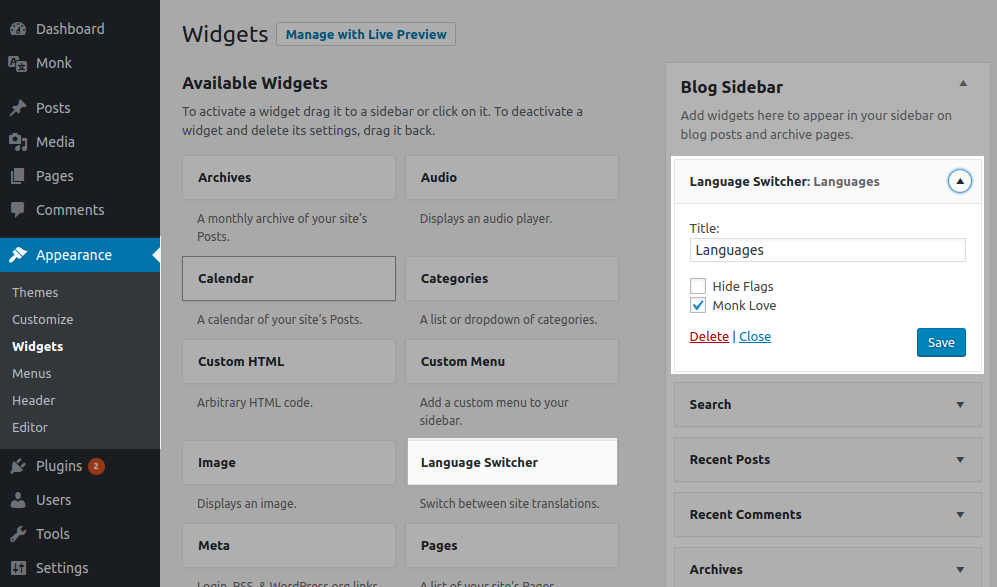 Dashboard
Monk
Posts
Media
Pages
Comments
Appearance
Themes
Customize
Widgets
Menus
Header
Editor
Plugins 2
Users
Tools
Settings
Widgets
Manage with Live Preview
Available Widgets
To activate a widget drag it to a sidebar or click on it. To deactivate a
widget and delete its settings, drag it back.
Archives
A monthly archive of your site’s
Posts.
Audio
Displays an audio player.
Calendar
A calendar of your site’s Posts.
Categories
A list or dropdown of categories.
Custom HTML
Arbitrary HTML code.
Custom Menu
Add a custom menu to your
sidebar.
Image
Displays an image.
Language Switcher
Switch between site translations.
Meta
Login, RSS, & WordPress.org links.
Pages
A list of your site’s Pages.
Blog Sidebar
Add widgets here to appear in your sidebar on
blog posts and archive pages.
Language Switcher: Languages
Title:
Languages
Hide Flags
Monk Love
Delete | Close
Save
Search
Recent Posts
Recent Comments
Archives